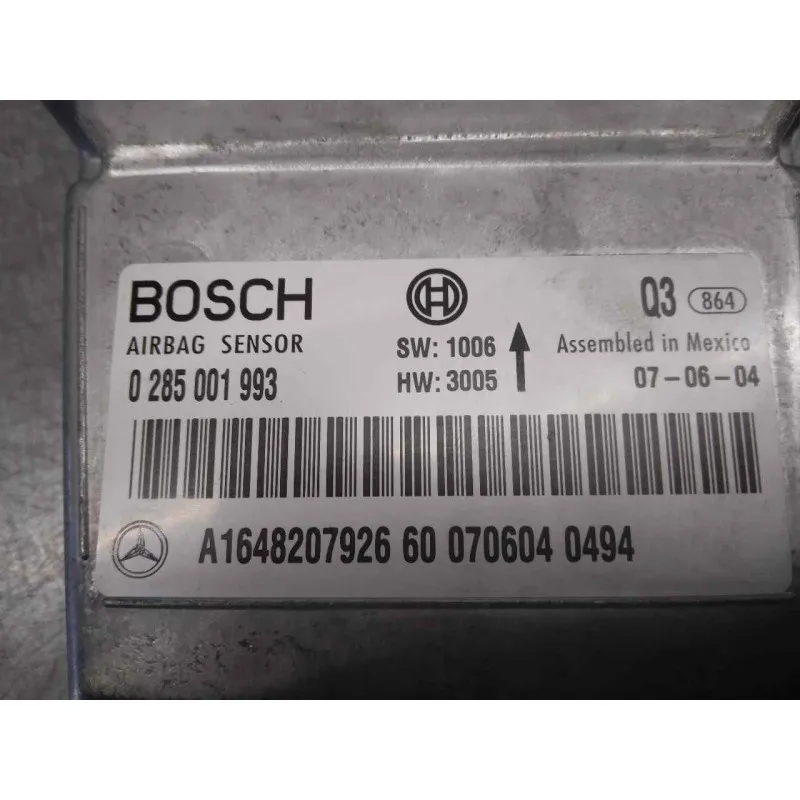 BOSCH Q3 864
AIRBAG SENSOR SW: 1006 Assembled in Mexico
0 285 001 993 HW: 3005 07-06-04
A1648207926 60 070604 0494